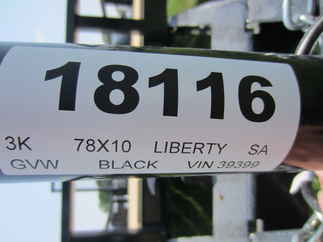 18116
3K 78X10 LIBERTY SA
GVW BLACK VIN 39399